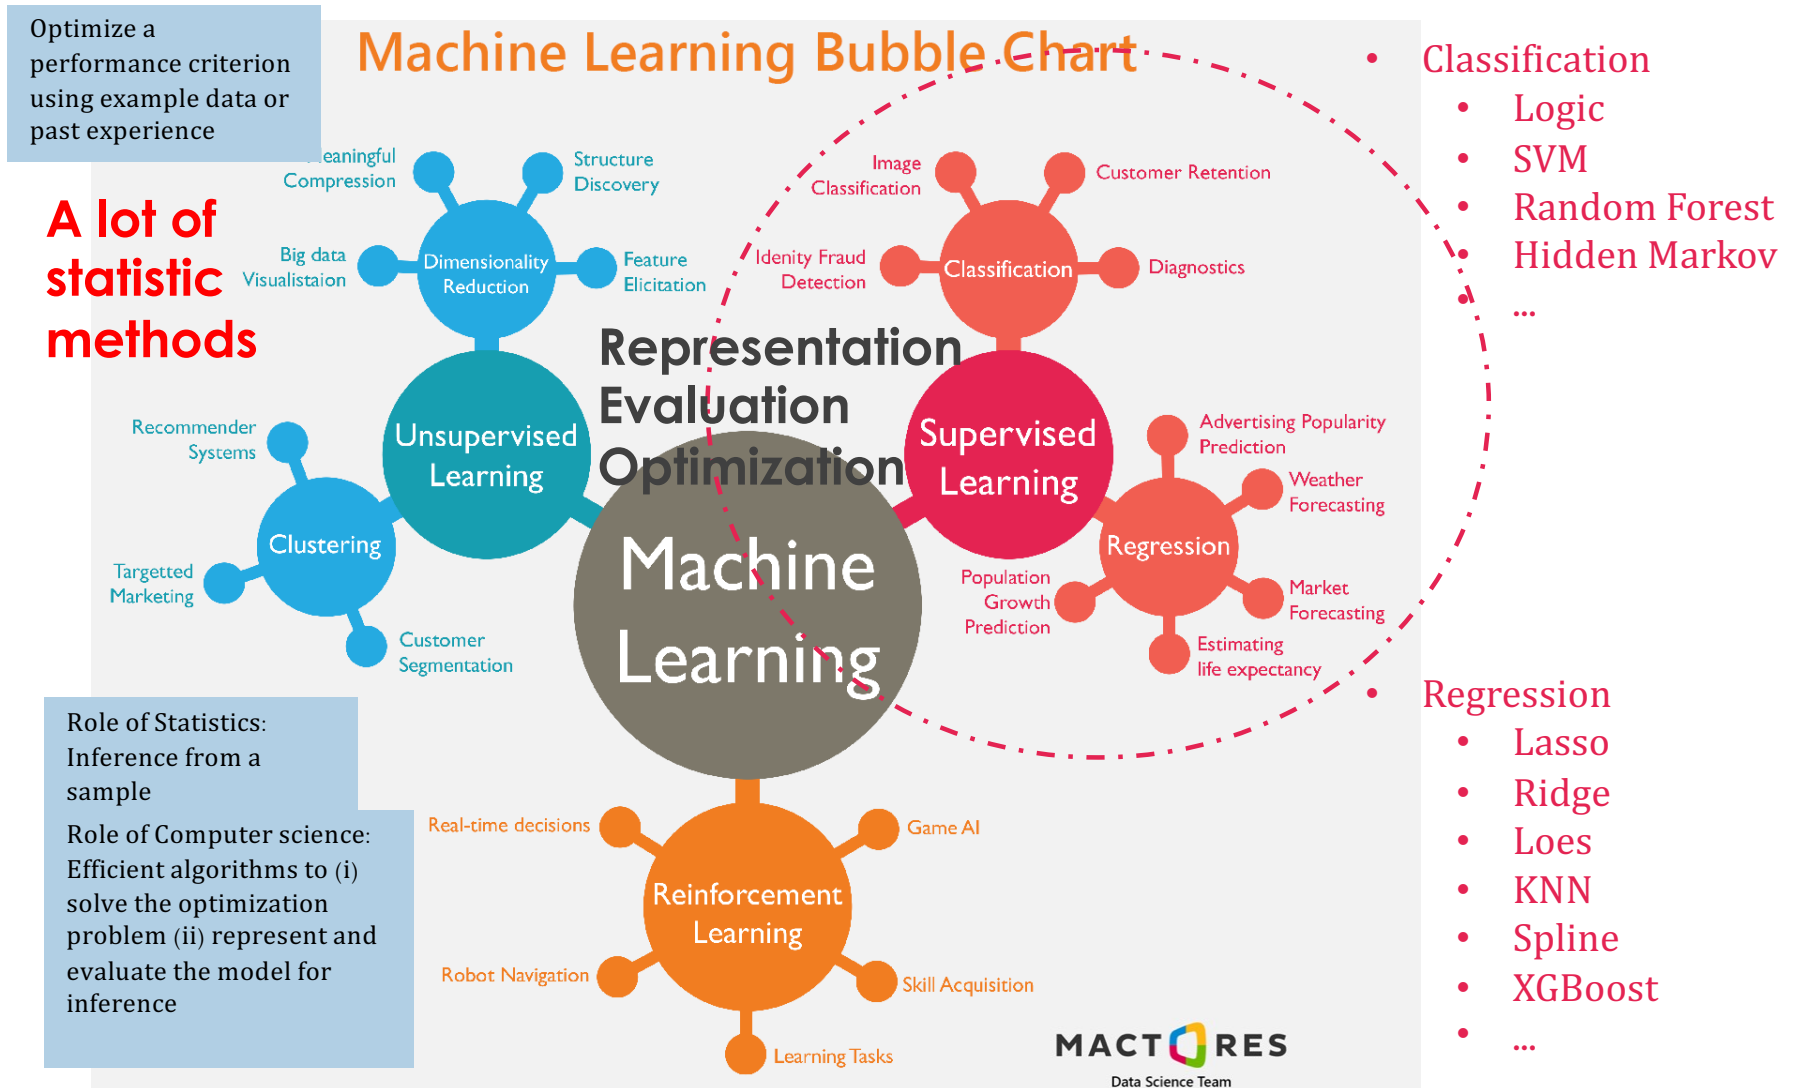 Optimize a
performance criterion
using example data or
past experience
Machine Learning Bubble Chart
A lot of
statistic
methods
Compression
Structure
Discovery
Big data
Visualistaion
Dimensionality
Reduction
Feature
Elicitation
Image
Classification
Customer Retention
Idenity Fraud
Detection
Classification
Diagnostics
Representation
Evaluation
Optimization
Unsupervised
Learning
Supervised
Learning
Recommender
Systems
Clustering
Targetted
Marketing
Customer
Segmentation
Machine
Learning
Advertising Popularity
Prediction
Weather
Forecasting
Regression
Population
Growth
Prediction
Market
Forecasting
Estimating
life expectancy
Role of Statistics:
Inference from a
sample
Role of Computer science:
Efficient algorithms to (i)
solve the optimization
problem (ii) represent and
evaluate the model for
inference
Real-time decisions
Game AI
Reinforcement
Learning
Robot Navigation
Skill Acquisition
Learning Tasks
MACTORES
Data Science Team
• Classification
• Logic
• SVM
• Random Forest
• Hidden Markov
• ...
• Regression
• Lasso
• Ridge
• Loes
• KNN
• Spline
• XGBoost
• ...